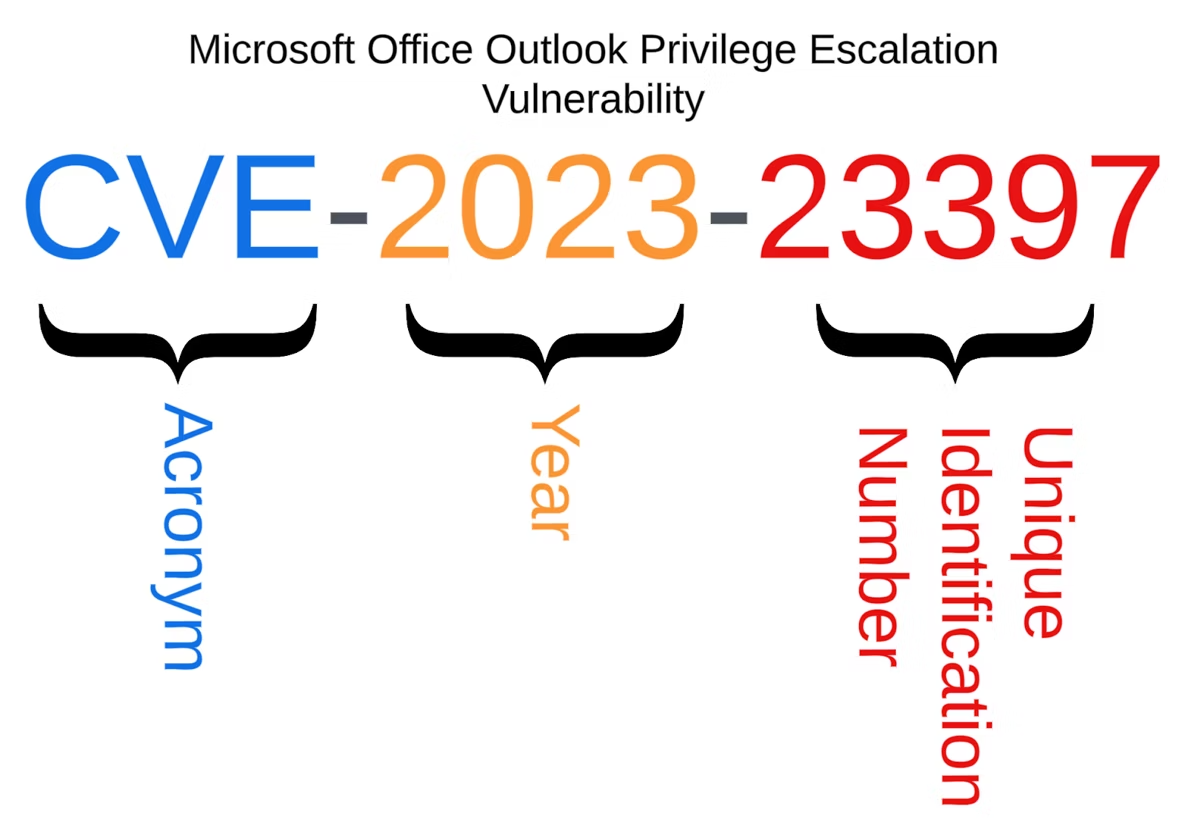 Microsoft Office Outlook Privilege Escalation
Vulnerability
CVE-2023-23397
Acronym
Year
Unique
Identification
Number